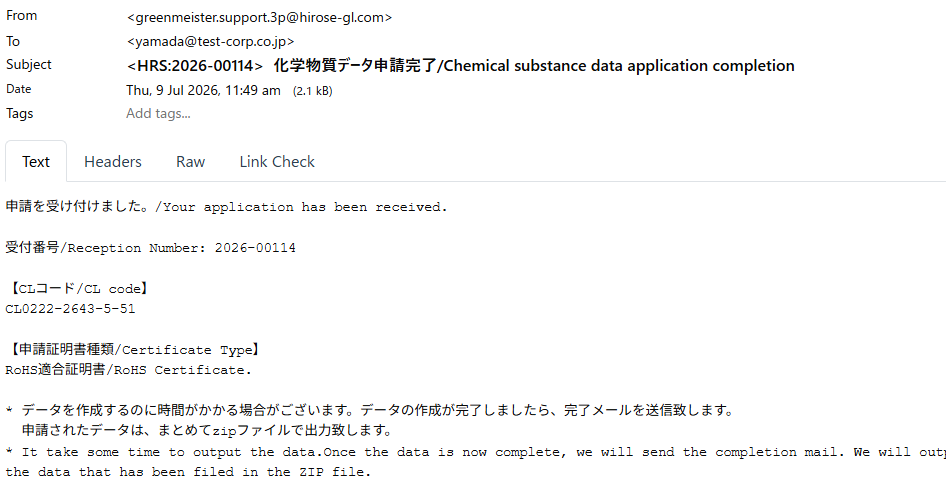 From <greenmeister.support.3p@hirose-gl.com>
To <yamada@test-corp.co.jp>
Subject <HRS:2026-00114> 化学物質データ申請完了/Chemical substance data application completion
Date Thu, 9 Jul 2026, 11:49 am (2.1 kB)
Tags Add tags...
Text Headers Raw Link Check
申請を受け付けました。/Your application has been received.
受付番号/Reception Number: 2026-00114
【CLコード/CL code】
CL0222-2643-5-51
【申請証明書種類/Certificate Type】
RoHS適合証明書/RoHS Certificate.
* データを作成するのに時間がかかる場合がございます。データの作成が完了しましたら、完了メールを送信致します。
申請されたデータは、まとめてzipファイルで出力致します。
* It take some time to output the data.Once the data is now complete, we will send the completion mail. We will outp
the data that has been filed in the ZIP file.